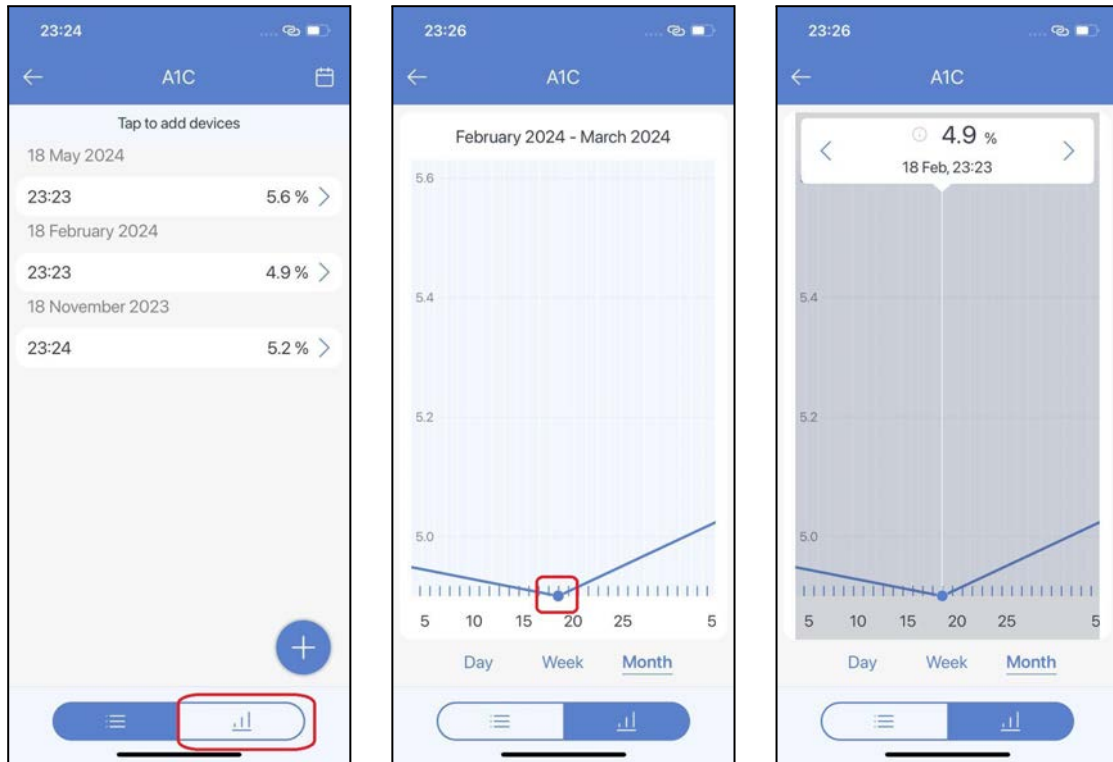 23:24
A1C
Tap to add devices
18 May 2024
23:23 5.6 %
18 February 2024
23:23 4.9 %
18 November 2023
23:24 5.2 %
23:26
A1C
February 2024 - March 2024
5.6
5.4
5.2
5.0
5 10 15 20 25 5
Day Week Month
23:26
A1C
4.9 %
18 Feb, 23:23
5.4
5.2
5.0
5 10 15 20 25 5
Day Week Month